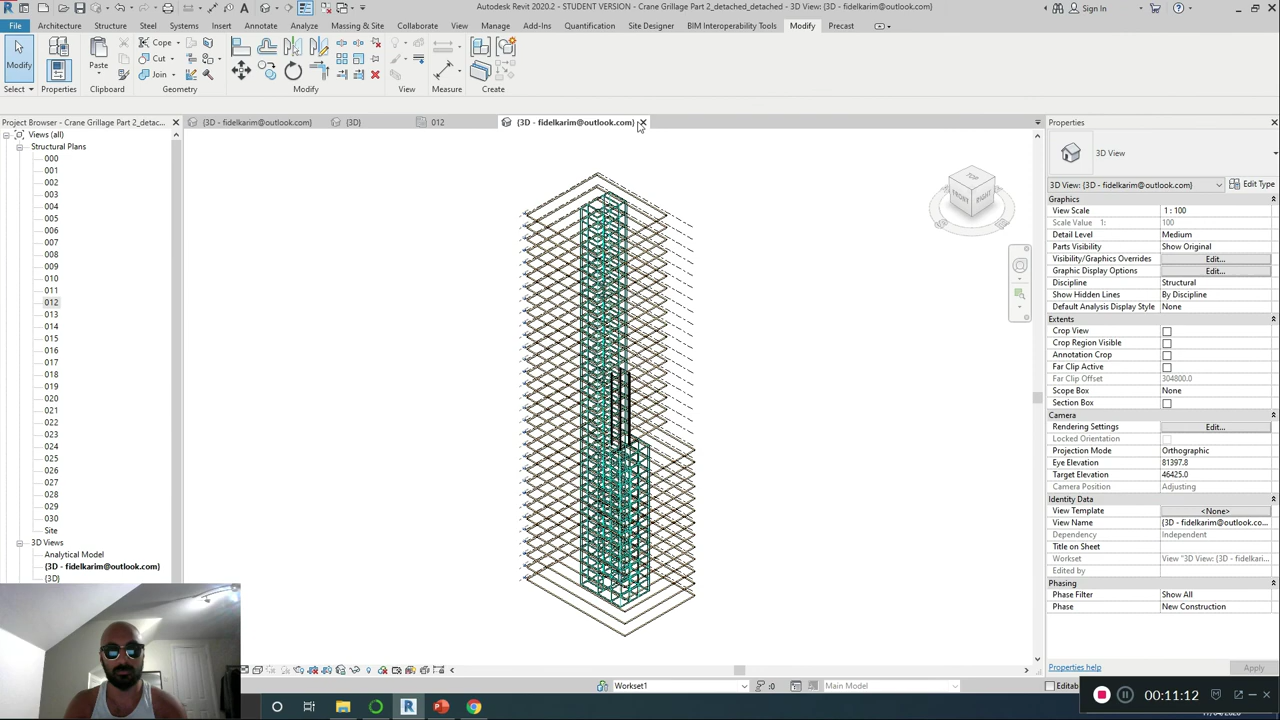 Autodesk Revit 2020.2 - STUDENT VERSION - Crane Grillage Part 2_detached_detached - 3D View: {3D - fidelkarim@outlook.com}
Sign In
File Architecture Structure Steel Systems Insert Annotate Analyze Massing & Site Collaborate View Manage Add-Ins Quantification Site Designer BIM Interoperability Tools Modify Precast
Modify
Paste
Cope
Cut
Join
Select Properties Clipboard Geometry Modify View Measure Create
Project Browser - Crane Grillage Part 2_detac...
{3D - fidelkarim@outlook.com}
{3D}
012
{3D - fidelkarim@outlook.com}
Views (all)
Structural Plans
000
001
002
003
004
005
006
007
008
009
010
011
012
013
014
015
016
017
018
019
020
021
022
023
024
025
026
027
028
029
030
Site
3D Views
Analytical Model
{3D - fidelkarim@outlook.com}
{3D}
TOP
FRONT
RIGHT
Properties
3D View
3D View: {3D - fidelkarim@outlook.com}
Edit Type
Graphics
View Scale 1 : 100
Scale Value 1: 100
Detail Level Medium
Parts Visibility Show Original
Visibility/Graphics Overrides Edit...
Graphic Display Options Edit...
Discipline Structural
Show Hidden Lines By Discipline
Default Analysis Display Style None
Extents
Crop View
Crop Region Visible
Annotation Crop
Far Clip Active
Far Clip Offset 304800.0
Scope Box None
Section Box
Camera
Rendering Settings Edit...
Locked Orientation
Projection Mode Orthographic
Eye Elevation 81397.8
Target Elevation 46425.0
Camera Position Adjusting
Identity Data
View Template <None>
View Name {3D - fidelkarim@outlook.co...
Dependency Independent
Title on Sheet
Workset View "3D View: {3D - fidelkari...
Edited by
Phasing
Phase Filter Show All
Phase New Construction
Properties help
Apply
Workset1
:0
Main Model
Editab
00:11:12